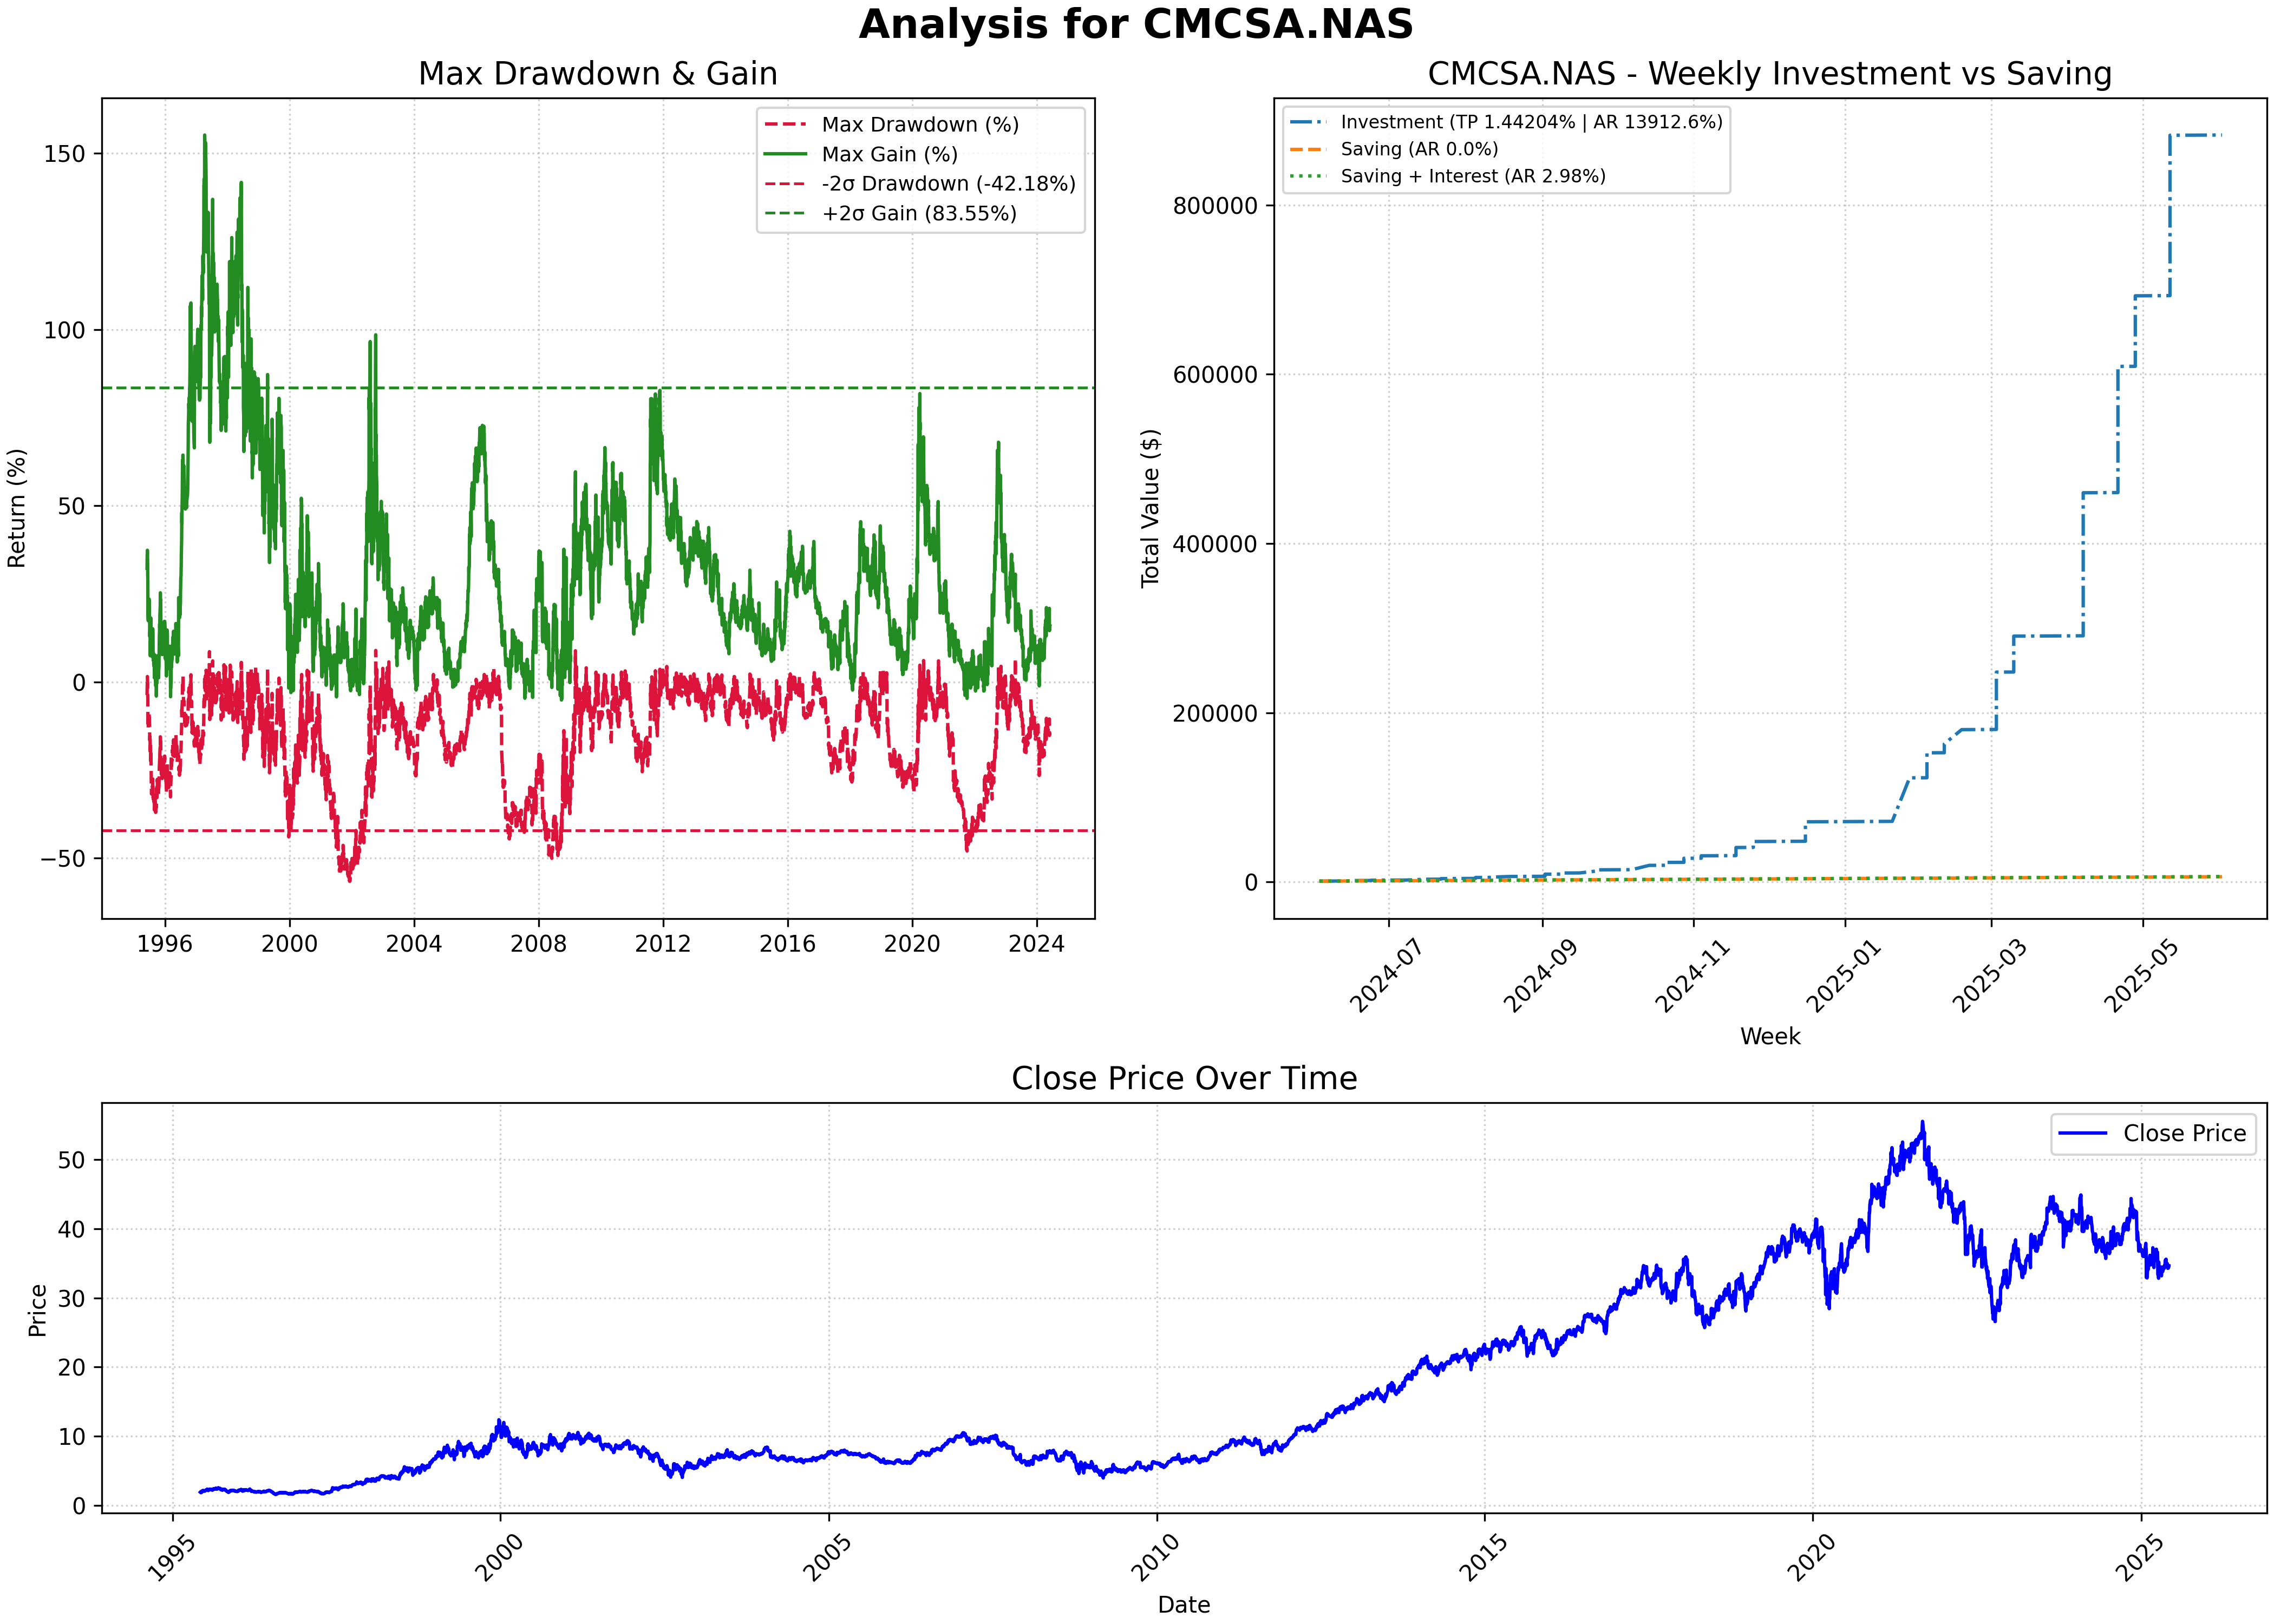 Analysis for CMCSA.NAS
Max Drawdown & Gain
Return (%)
150
100
50
0
−50
Max Drawdown (%)
Max Gain (%)
-2σ Drawdown (-42.18%)
+2σ Gain (83.55%)
1996
2000
2004
2008
2012
2016
2020
2024
CMCSA.NAS - Weekly Investment vs Saving
Total Value ($)
800000
600000
400000
200000
0
Investment (TP 1.44204% | AR 13912.6%)
Saving (AR 0.0%)
Saving + Interest (AR 2.98%)
2024-07
2024-09
2024-11
2025-01
2025-03
2025-05
Week
Close Price Over Time
Price
50
40
30
20
10
0
Close Price
1995
2000
2005
2010
2015
2020
2025
Date